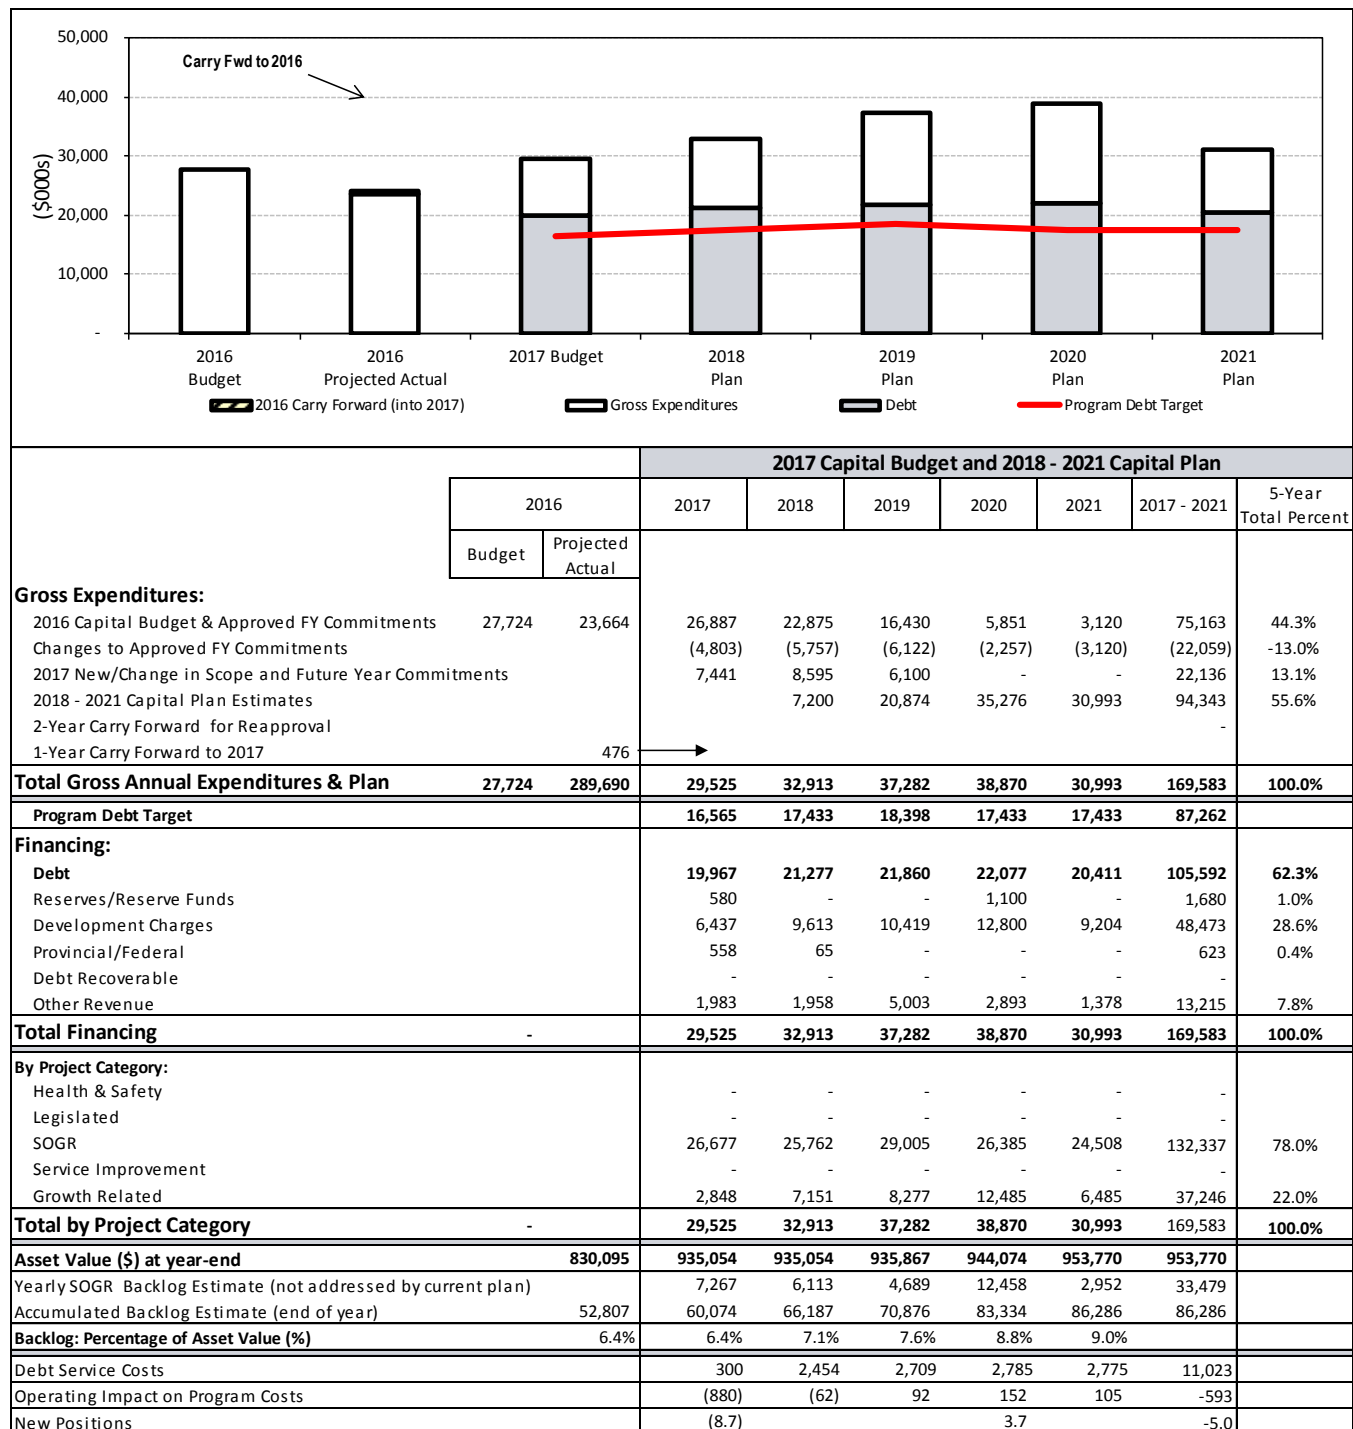 50,000
Carry Fwd to 2016
40,000
30,000
($000s)
20,000
10,000
-
2016 Budget
2016 Projected Actual
2017 Budget
2018 Plan
2019 Plan
2020 Plan
2021 Plan
2016 Carry Forward (into 2017) Gross Expenditures Debt Program Debt Target
2017 Capital Budget and 2018 - 2021 Capital Plan
2016 2017 2018 2019 2020 2021 2017 - 2021 5-Year Total Percent
Budget Projected Actual
Gross Expenditures:
2016 Capital Budget & Approved FY Commitments 27,724 23,664 26,887 22,875 16,430 5,851 3,120 75,163 44.3%
Changes to Approved FY Commitments (4,803) (5,757) (6,122) (2,257) (3,120) (22,059) -13.0%
2017 New/Change in Scope and Future Year Commitments 7,441 8,595 6,100 - - 22,136 13.1%
2018 - 2021 Capital Plan Estimates 7,200 20,874 35,276 30,993 94,343 55.6%
2-Year Carry Forward for Reapproval -
1-Year Carry Forward to 2017 476
Total Gross Annual Expenditures & Plan 27,724 289,690 29,525 32,913 37,282 38,870 30,993 169,583 100.0%
Program Debt Target 16,565 17,433 18,398 17,433 17,433 87,262
Financing:
Debt 19,967 21,277 21,860 22,077 20,411 105,592 62.3%
Reserves/Reserve Funds 580 - - 1,100 - 1,680 1.0%
Development Charges 6,437 9,613 10,419 12,800 9,204 48,473 28.6%
Provincial/Federal 558 65 - - - 623 0.4%
Debt Recoverable - - - - - -
Other Revenue 1,983 1,958 5,003 2,893 1,378 13,215 7.8%
Total Financing - 29,525 32,913 37,282 38,870 30,993 169,583 100.0%
By Project Category:
Health & Safety - - - - - -
Legislated - - - - - -
SOGR 26,677 25,762 29,005 26,385 24,508 132,337 78.0%
Service Improvement - - - - - -
Growth Related 2,848 7,151 8,277 12,485 6,485 37,246 22.0%
Total by Project Category - 29,525 32,913 37,282 38,870 30,993 169,583 100.0%
Asset Value ($) at year-end 830,095 935,054 935,054 935,867 944,074 953,770 953,770
Yearly SOGR Backlog Estimate (not addressed by current plan) 7,267 6,113 4,689 12,458 2,952 33,479
Accumulated Backlog Estimate (end of year) 52,807 60,074 66,187 70,876 83,334 86,286 86,286
Backlog: Percentage of Asset Value (%) 6.4% 6.4% 7.1% 7.6% 8.8% 9.0%
Debt Service Costs 300 2,454 2,709 2,785 2,775 11,023
Operating Impact on Program Costs (880) (62) 92 152 105 -593
New Positions (8.7) 3.7 -5.0